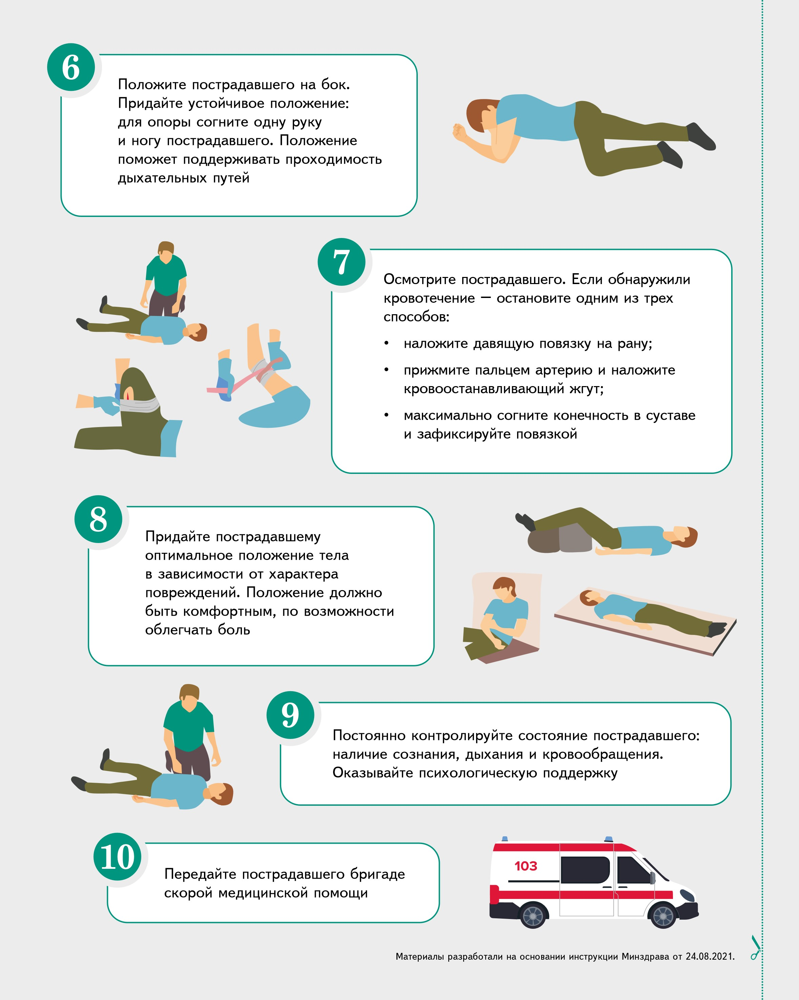 6
Положите пострадавшего на бок.
Придайте устойчивое положение:
для опоры согните одну руку
и ногу пострадавшего. Положение
поможет поддерживать проходимость
дыхательных путей
7
Осмотрите пострадавшего. Если обнаружили
кровотечение — остановите одним из трех
способов:
• наложите давящую повязку на рану;
• прижмите пальцем артерию и наложите
кровоостанавливающий жгут;
• максимально согните конечность в суставе
и зафиксируйте повязкой
8
Придайте пострадавшему
оптимальное положение тела
в зависимости от характера
повреждений. Положение должно
быть комфортным, по возможности
облегчать боль
9
Постоянно контролируйте состояние пострадавшего:
наличие сознания, дыхания и кровообращения.
Оказывайте психологическую поддержку
10
Передайте пострадавшего бригаде
скорой медицинской помощи
103
Материалы разработали на основании инструкции Минздрава от 24.08.2021.